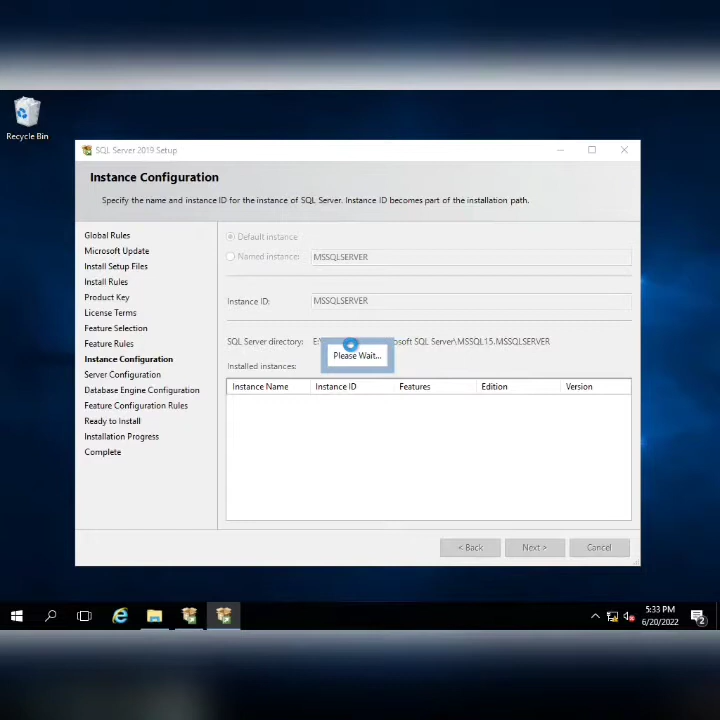 Recycle Bin
SQL Server 2019 Setup
Instance Configuration
Specify the name and instance ID for the instance of SQL Server. Instance ID becomes part of the installation path.
Global Rules
Microsoft Update
Install Setup Files
Install Rules
Product Key
License Terms
Feature Selection
Feature Rules
Instance Configuration
Server Configuration
Database Engine Configuration
Feature Configuration Rules
Ready to Install
Installation Progress
Complete
Default instance
Named instance: MSSQLSERVER
Instance ID: MSSQLSERVER
SQL Server directory: SQL Server\MSSQL15.MSSQLSERVER
Please Wait...
Installed instances:
Instance Name Instance ID Features Edition Version
< Back Next > Cancel
5:33 PM
6/20/2022
2